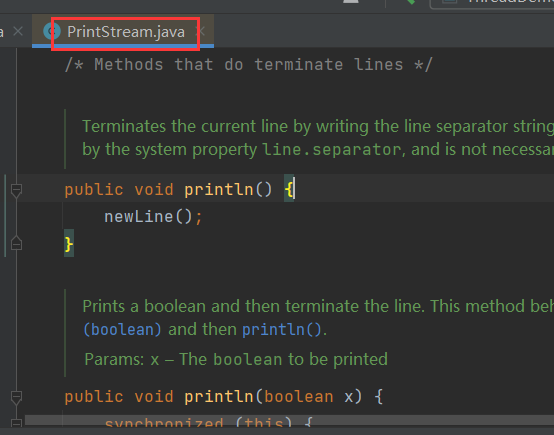 PrintStream.java
/* Methods that do terminate lines */
Terminates the current line by writing the line separator string
by the system property line.separator, and is not
public void println() {
newLine();
}
Prints a boolean and then terminate the line. This method
(boolean) and then println().
Params: x – The boolean to be printed
public void println(boolean x) {
synchronized (this) {